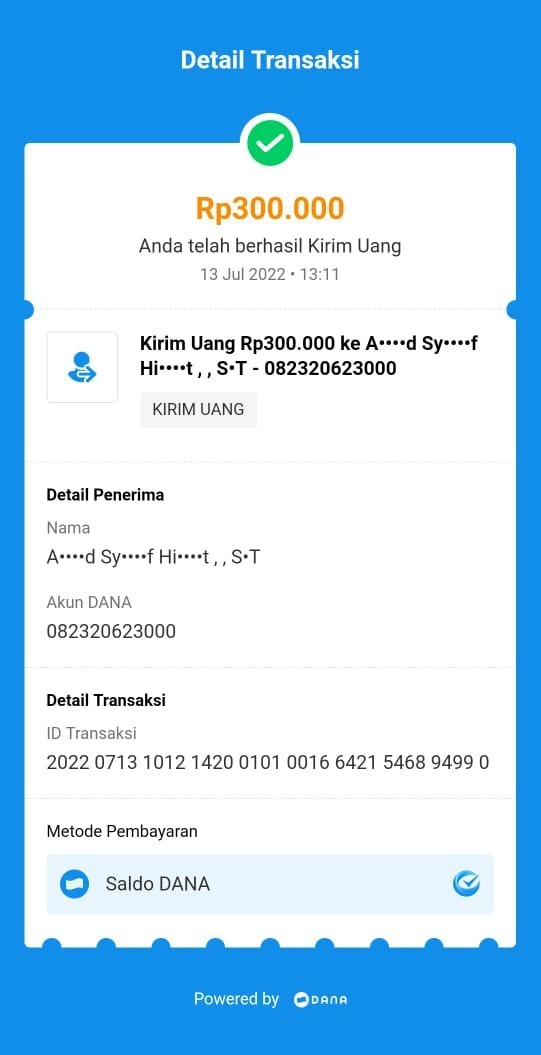 Detail Transaksi
Rp300.000
Anda telah berhasil Kirim Uang
13 Jul 2022 • 13:11
Kirim Uang Rp300.000 ke A••••d Sy••••f
Hi••••t , , S•T - 082320623000
KIRIM UANG
Detail Penerima
Nama
A••••d Sy••••f Hi••••t , , S•T
Akun DANA
082320623000
Detail Transaksi
ID Transaksi
2022 0713 1012 1420 0101 0016 6421 5468 9499 0
Metode Pembayaran
Saldo DANA
Powered by DANA